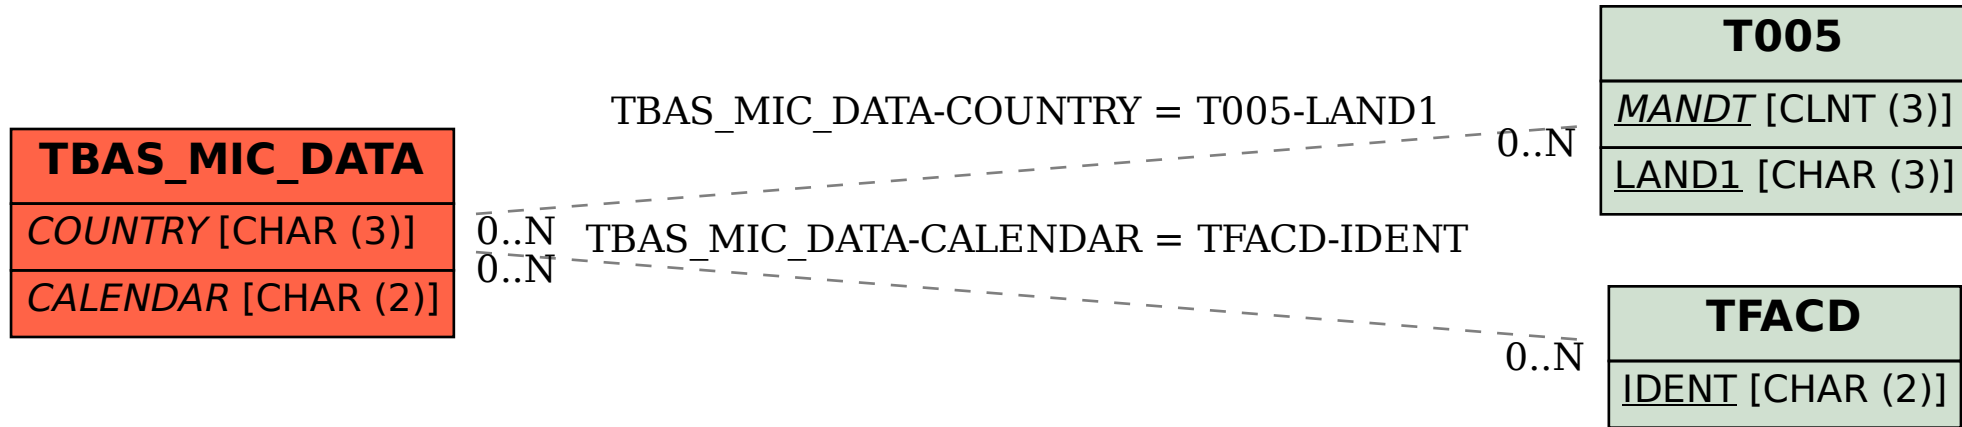 TBAS_MIC_DATA
COUNTRY [CHAR (3)]
CALENDAR [CHAR (2)]
TBAS_MIC_DATA-COUNTRY = T005-LAND1
0..N
0..N
TBAS_MIC_DATA-CALENDAR = TFACD-IDENT
0..N
0..N
T005
MANDT [CLNT (3)]
LAND1 [CHAR (3)]
TFACD
IDENT [CHAR (2)]